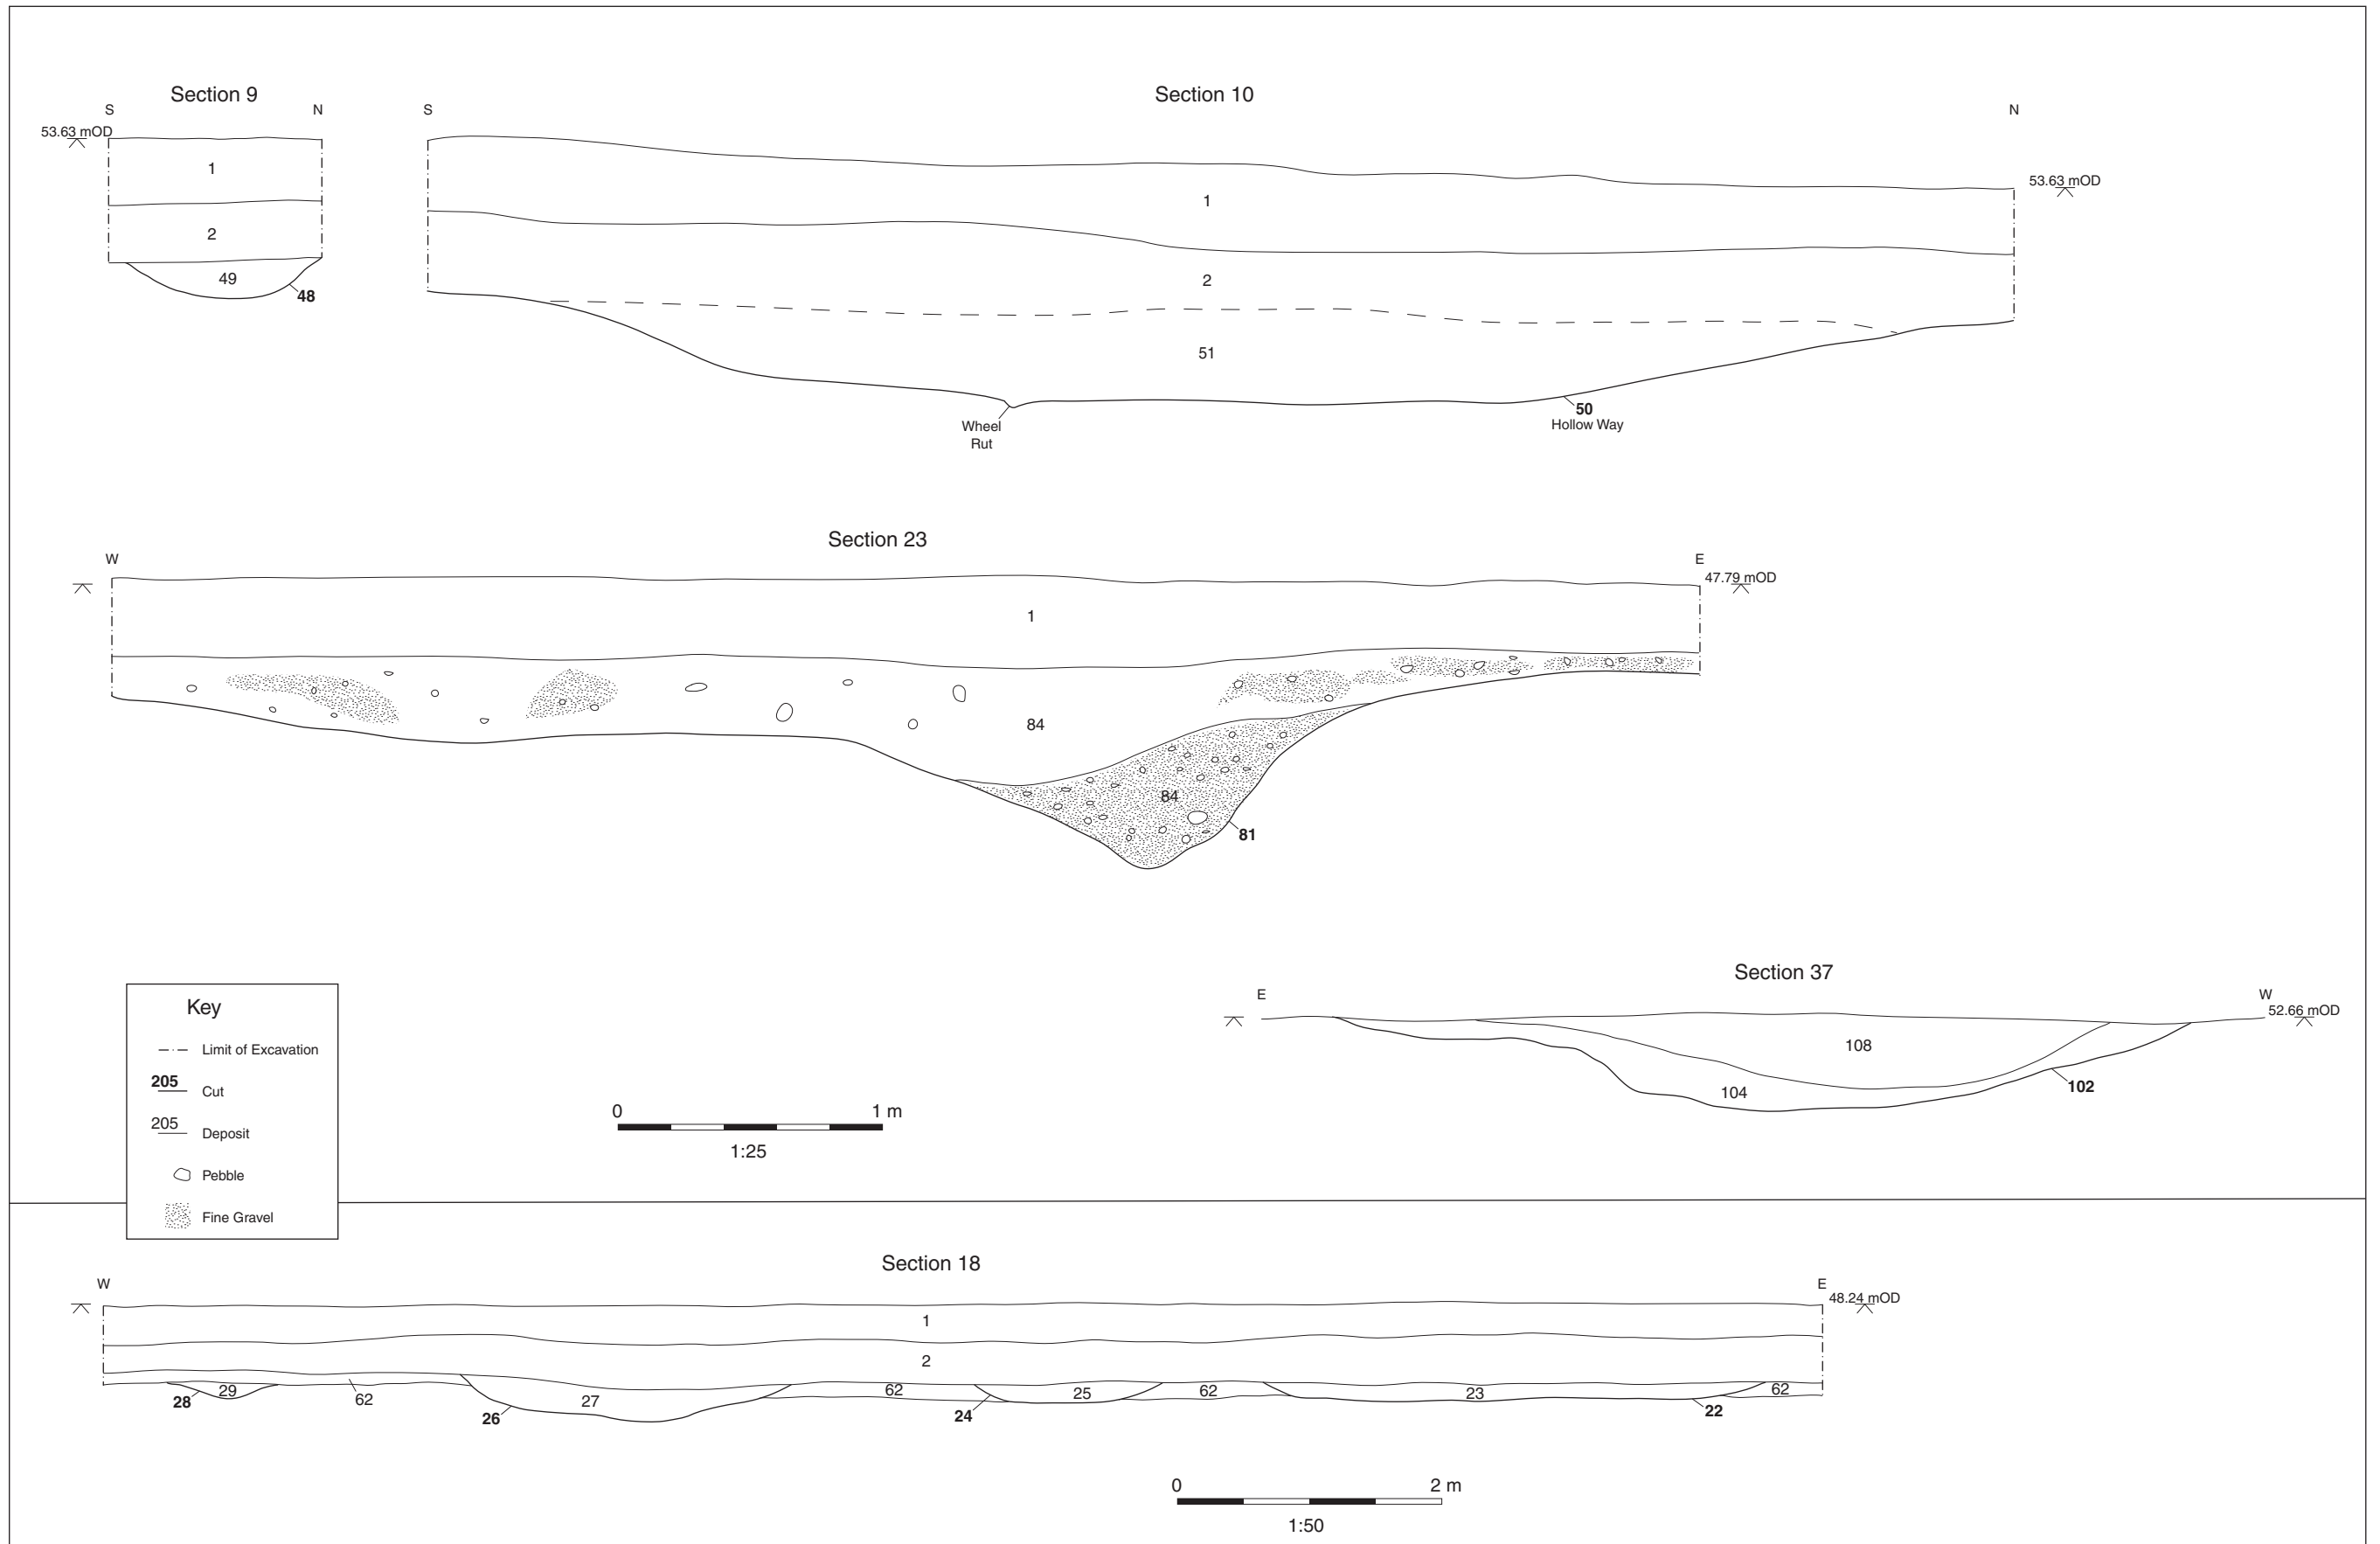 Section 9
S N
53.63 mOD
1
2
49
48
Section 10
S N
53.63 mOD
1
2
51
Wheel
Rut
50
Hollow Way
Section 23
W E
47.79 mOD
1
84
84
81
Section 37
E W
52.66 mOD
108
104
102
Key
Limit of Excavation
205 Cut
205 Deposit
Pebble
Fine Gravel
0 1 m
1:25
Section 18
W E
48.24 mOD
1
2
28 29 62 26 27 62 24 25 62 23 22 62
0 2 m
1:50